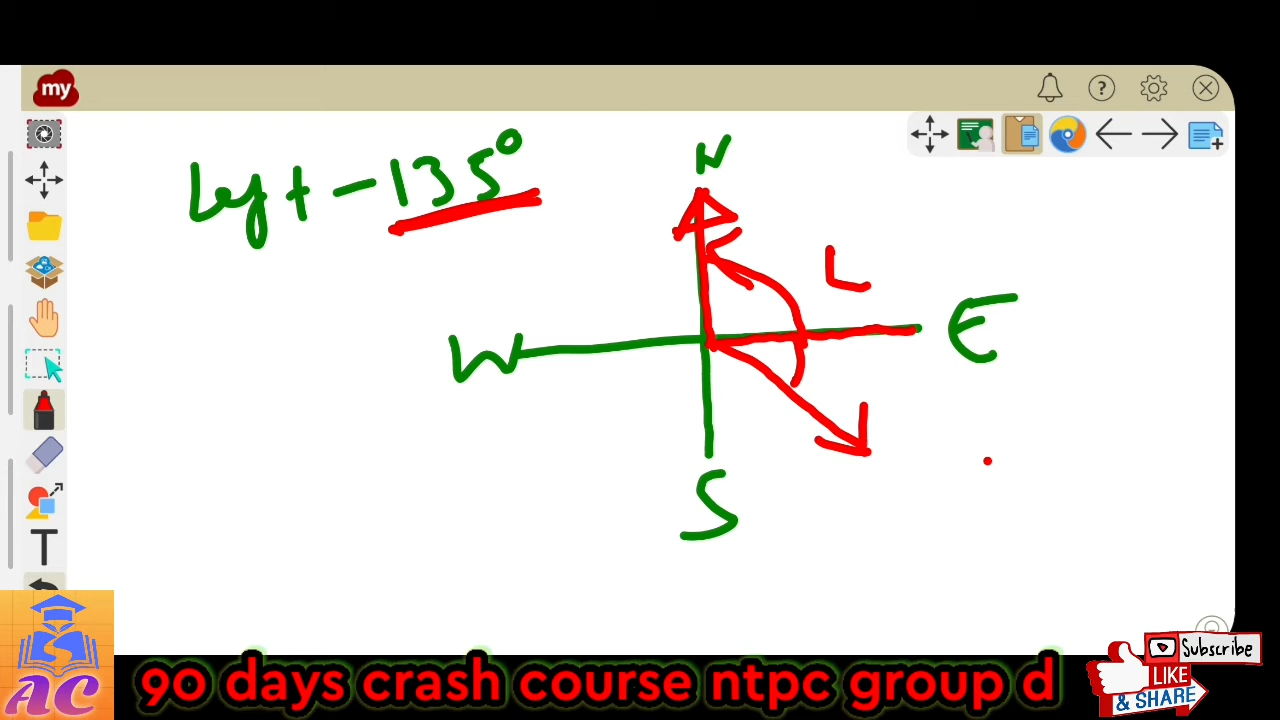 my
?
left - 135°
N
L
W
E
S
T
AC
90 days crash course ntpc group d
Subscribe
LIKE
& SHARE